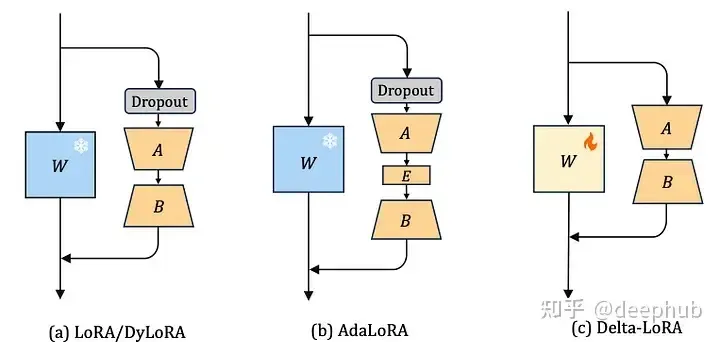 Dropout
A
W
B
(a) LoRA/DyLoRA
Dropout
A
W
E
B
(b) AdaLoRA
A
W
B
(c) Delta-LoRA
知乎 @deephub